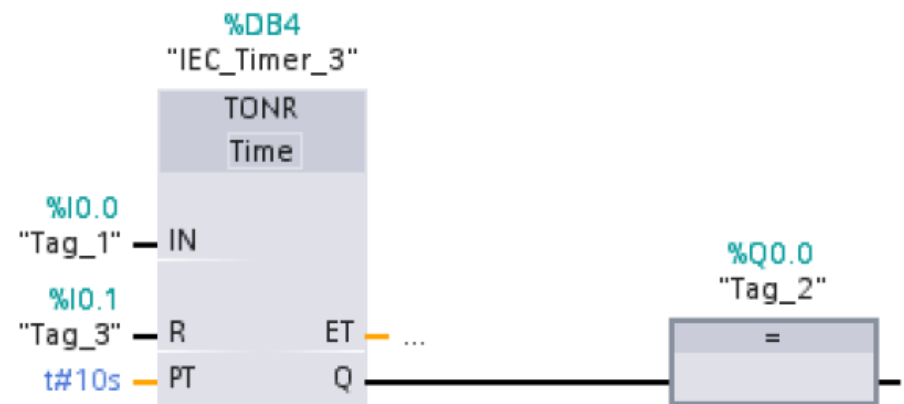 %DB4
"IEC_Timer_3"
TONR
Time
%I0.0
"Tag_1" IN
%I0.1
"Tag_3" R ET ...
t#10s PT Q
%Q0.0
"Tag_2"
=